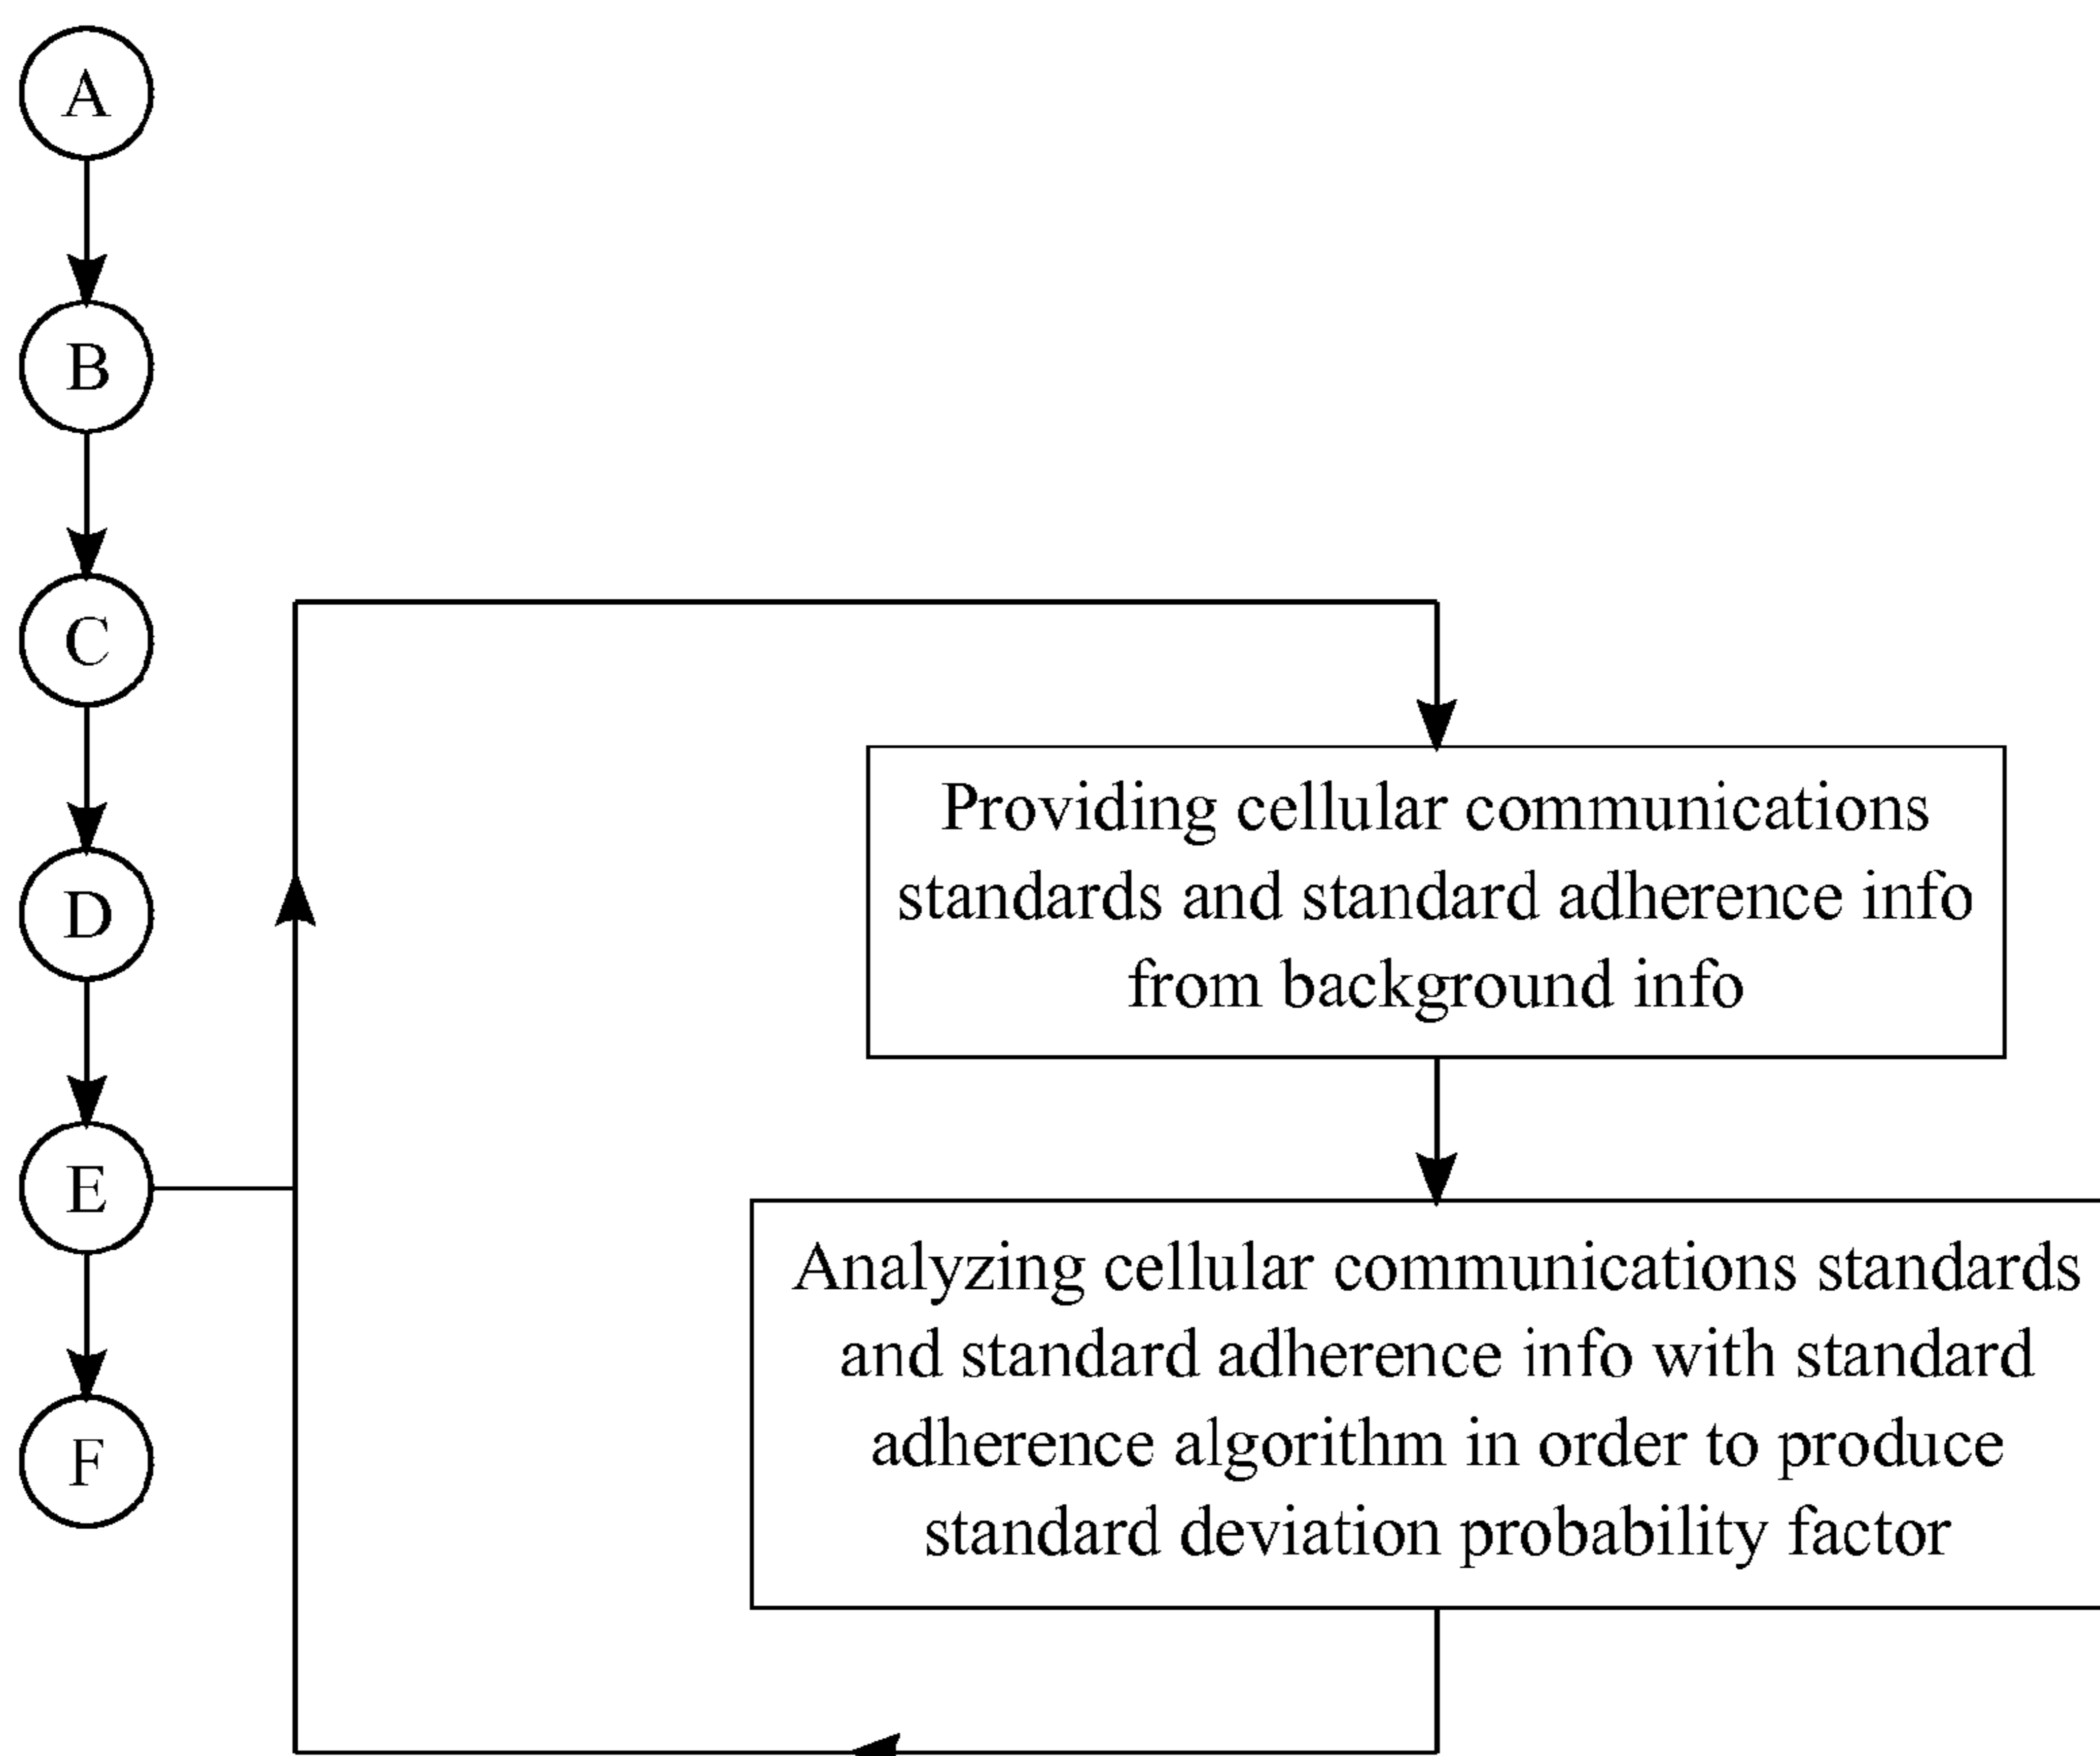 A
B
C
D
E
F
Providing cellular communications
standards and standard adherence info
from background info
Analyzing cellular communications standards
and standard adherence info with standard
adherence algorithm in order to produce
standard deviation probability factor